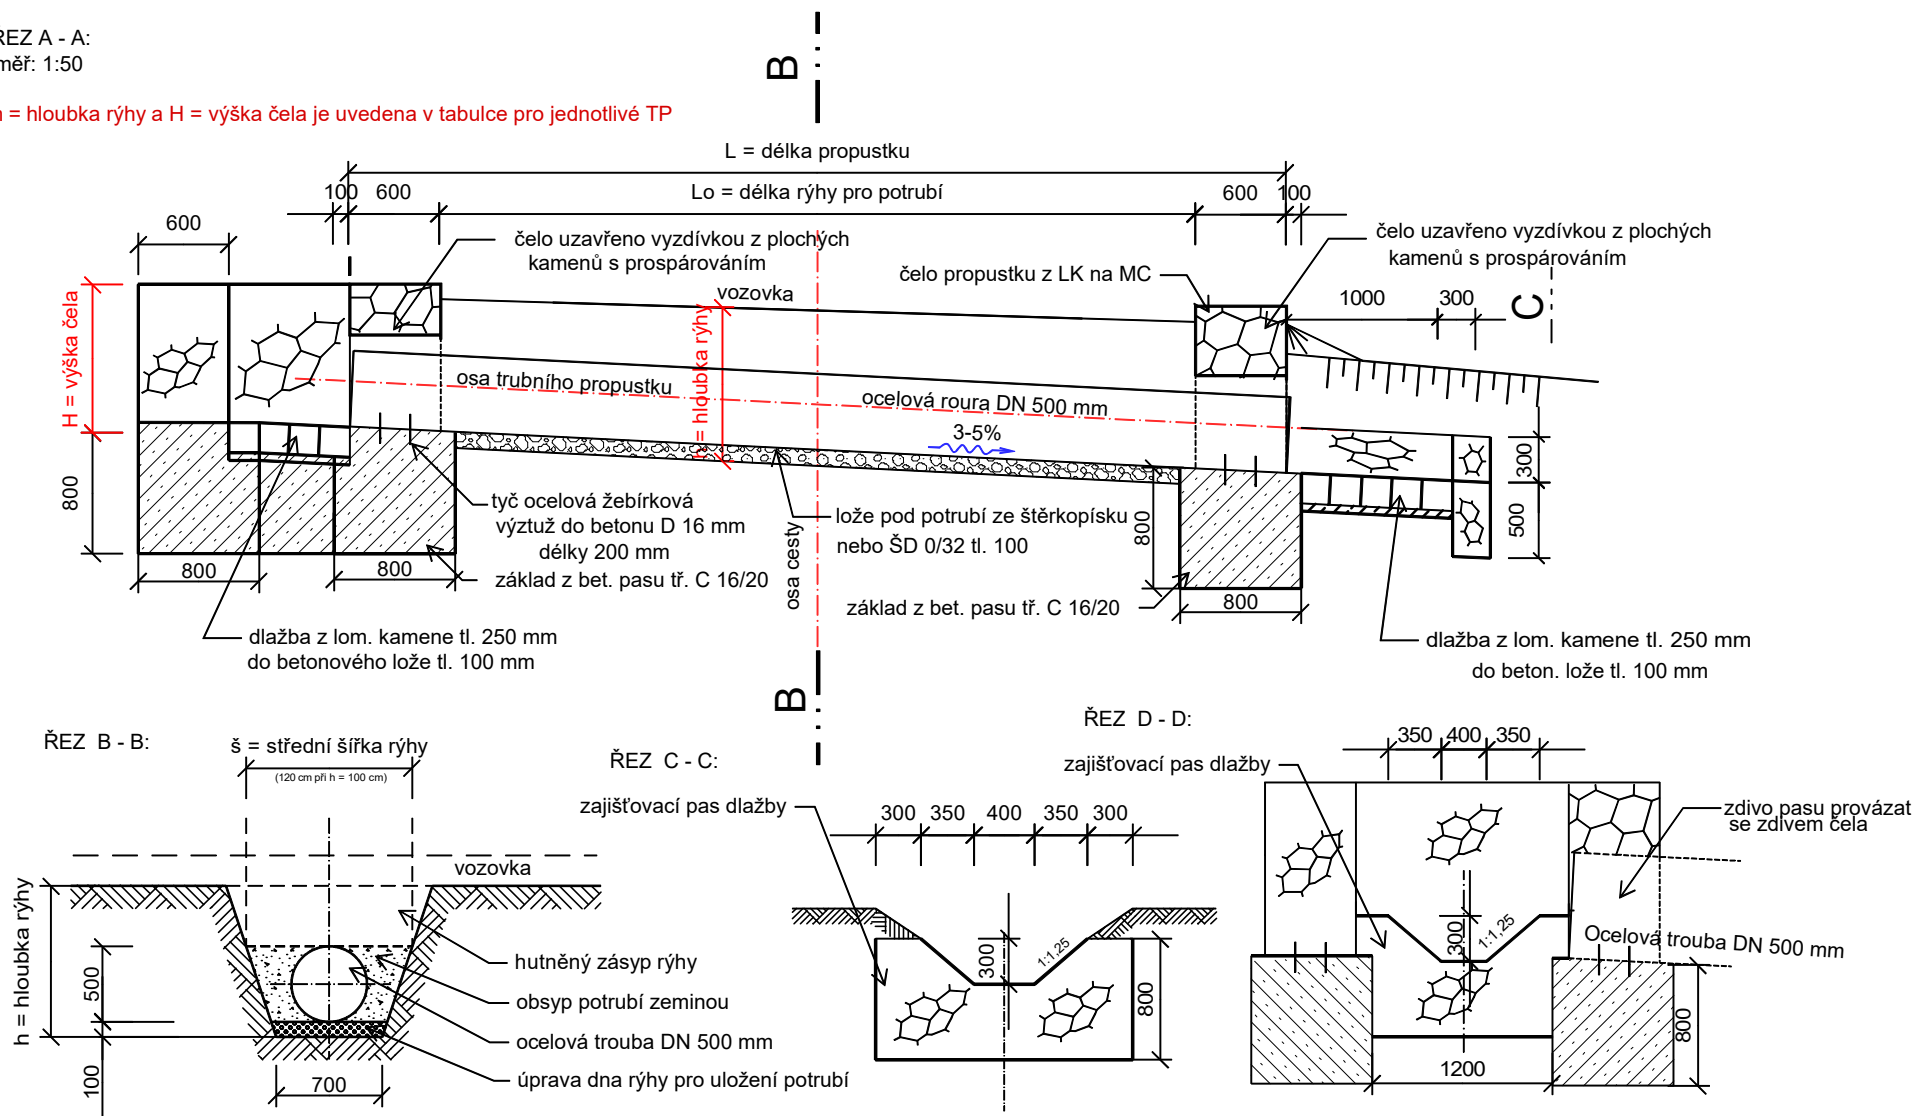 ŘEZ A - A:
měř: 1:50
h = hloubka rýhy a H = výška čela je uvedena v tabulce pro jednotlivé TP
B
L = délka propustku
100 600
Lo = délka rýhy pro potrubí
600 100
600
čelo uzavřeno vyzdívkou z plochých
kamenů s prospárováním
čelo propustku z LK na MC
čelo uzavřeno vyzdívkou z plochých
kamenů s prospárováním
vozovka
1000
300
C
H = výška čela
h = hloubka rýhy
osa trubního propustku
ocelová roura DN 500 mm
3-5%
800
300
500
tyč ocelová žebírková
výztuž do betonu D 16 mm
délky 200 mm
lože pod potrubí ze štěrkopísku
nebo ŠD 0/32 tl. 100
800
800
800
základ z bet. pasu tř. C 16/20
osa cesty
základ z bet. pasu tř. C 16/20
800
dlažba z lom. kamene tl. 250 mm
do betonového lože tl. 100 mm
dlažba z lom. kamene tl. 250 mm
do beton. lože tl. 100 mm
B
ŘEZ B - B:
š = střední šířka rýhy
(120 cm při h = 100 cm)
vozovka
h = hloubka rýhy
500
100
700
hutněný zásyp rýhy
obsyp potrubí zeminou
ocelová trouba DN 500 mm
úprava dna rýhy pro uložení potrubí
ŘEZ C - C:
zajišťovací pas dlažby
300 350 400 350 300
300
1:1,25
800
ŘEZ D - D:
350 400 350
zajišťovací pas dlažby
zdivo pasu provázat
se zdivem čela
300
1:1,25
Ocelová trouba DN 500 mm
800
1200